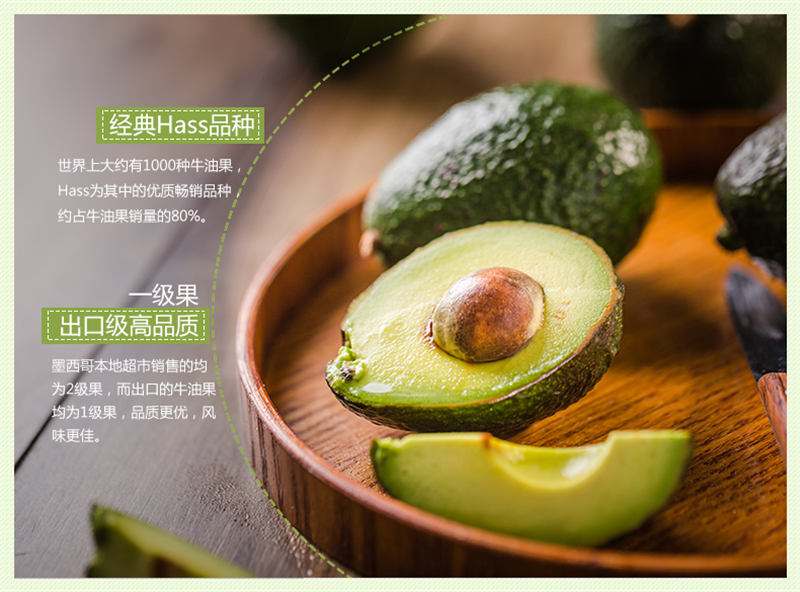 经典Hass品种
世界上大约有1000种牛油果，
Hass为其中的优质畅销品种，
约占牛油果销量的80%。
一级果
出口级高品质
墨西哥本地超市销售的均
为2级果，而出口的牛油果
均为1级果，品质更优，风
味更佳。